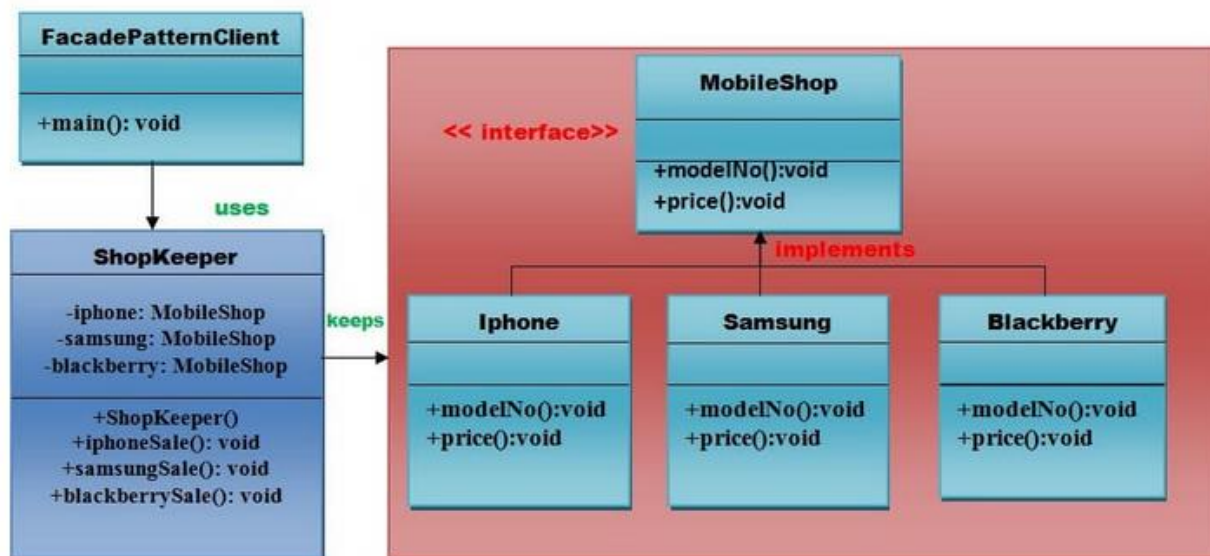 FacadePatternClient
+main(): void
uses
ShopKeeper
-iphone: MobileShop
-samsung: MobileShop
-blackberry: MobileShop
+ShopKeeper()
+iphoneSale(): void
+samsungSale(): void
+blackberrySale(): void
keeps
MobileShop
<< interface>>
+modelNo():void
+price():void
implements
Iphone
+modelNo():void
+price():void
Samsung
+modelNo():void
+price():void
Blackberry
+modelNo():void
+price():void